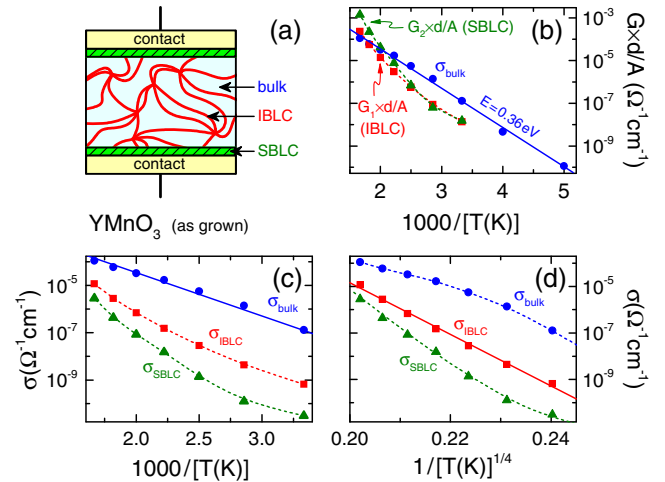 (a)
contact
bulk
IBLC
SBLC
contact
YMnO₃ (as grown)
(b)
G₂×d/A (SBLC)
σbulk
G₁×d/A
(IBLC)
E=0.36eV
10⁻³
10⁻⁵
10⁻⁷
10⁻⁹
G×d/A (Ω⁻¹cm⁻¹)
2 3 4 5
1000/[T(K)]
(c)
σ(Ω⁻¹cm⁻¹)
10⁻⁵
10⁻⁷
10⁻⁹
σbulk
σIBLC
σSBLC
2.0 2.5 3.0
1000/[T(K)]
(d)
σbulk
σIBLC
σSBLC
10⁻⁵
10⁻⁷
10⁻⁹
σ(Ω⁻¹cm⁻¹)
0.20 0.22 0.24
1/[T(K)]¹/⁴